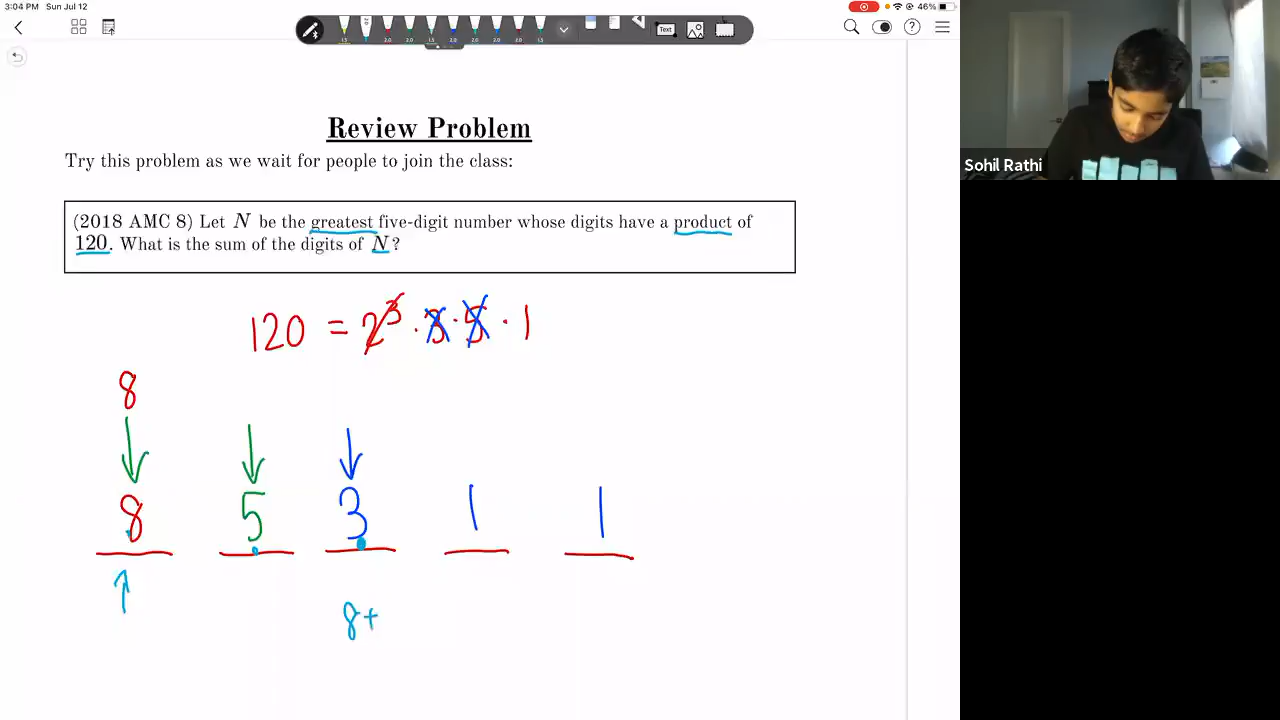 3:04 PM Sun Jul 12 46%
Text
Review Problem
Try this problem as we wait for people to join the class:
(2018 AMC 8) Let N be the greatest five-digit number whose digits have a product of
120. What is the sum of the digits of N?
120 = 2³ · 3 · 5 · 1
8
8 5 3 1 1
8+
Sohil Rathi